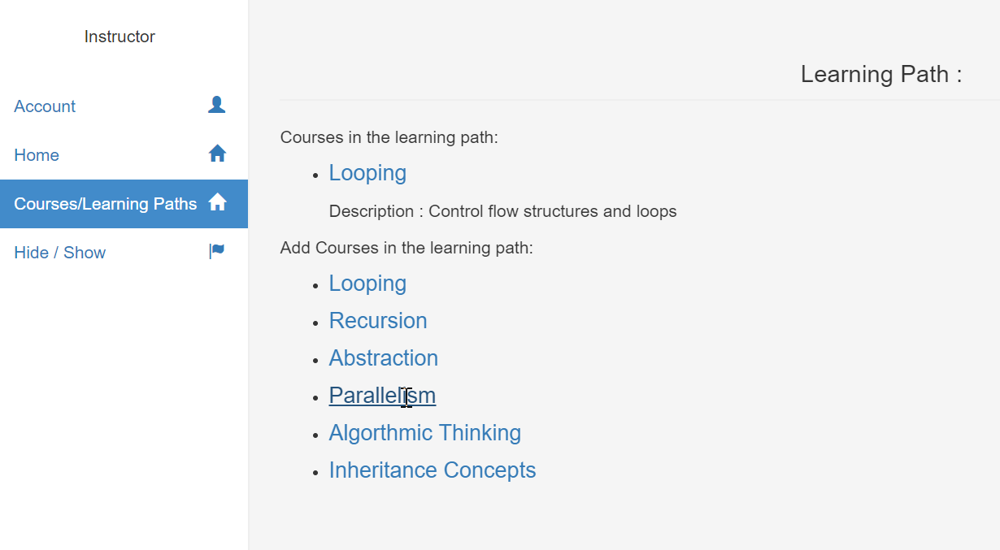 Instructor
Account
Home
Courses/Learning Paths
Hide / Show
Learning Path :
Courses in the learning path:
Looping
Description : Control flow structures and loops
Add Courses in the learning path:
Looping
Recursion
Abstraction
Parallelism
Algorthmic Thinking
Inheritance Concepts